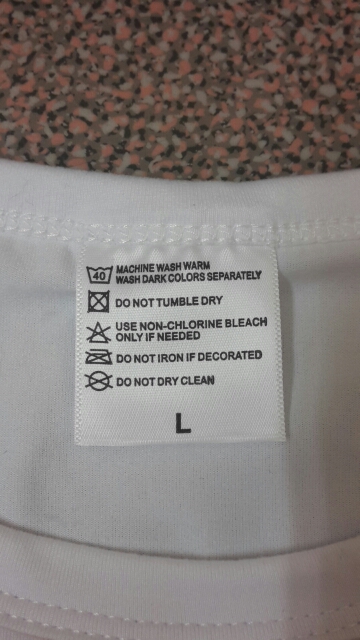 40 MACHINE WASH WARM
WASH DARK COLORS SEPARATELY
DO NOT TUMBLE DRY
USE NON-CHLORINE BLEACH
ONLY IF NEEDED
DO NOT IRON IF DECORATED
DO NOT DRY CLEAN
L